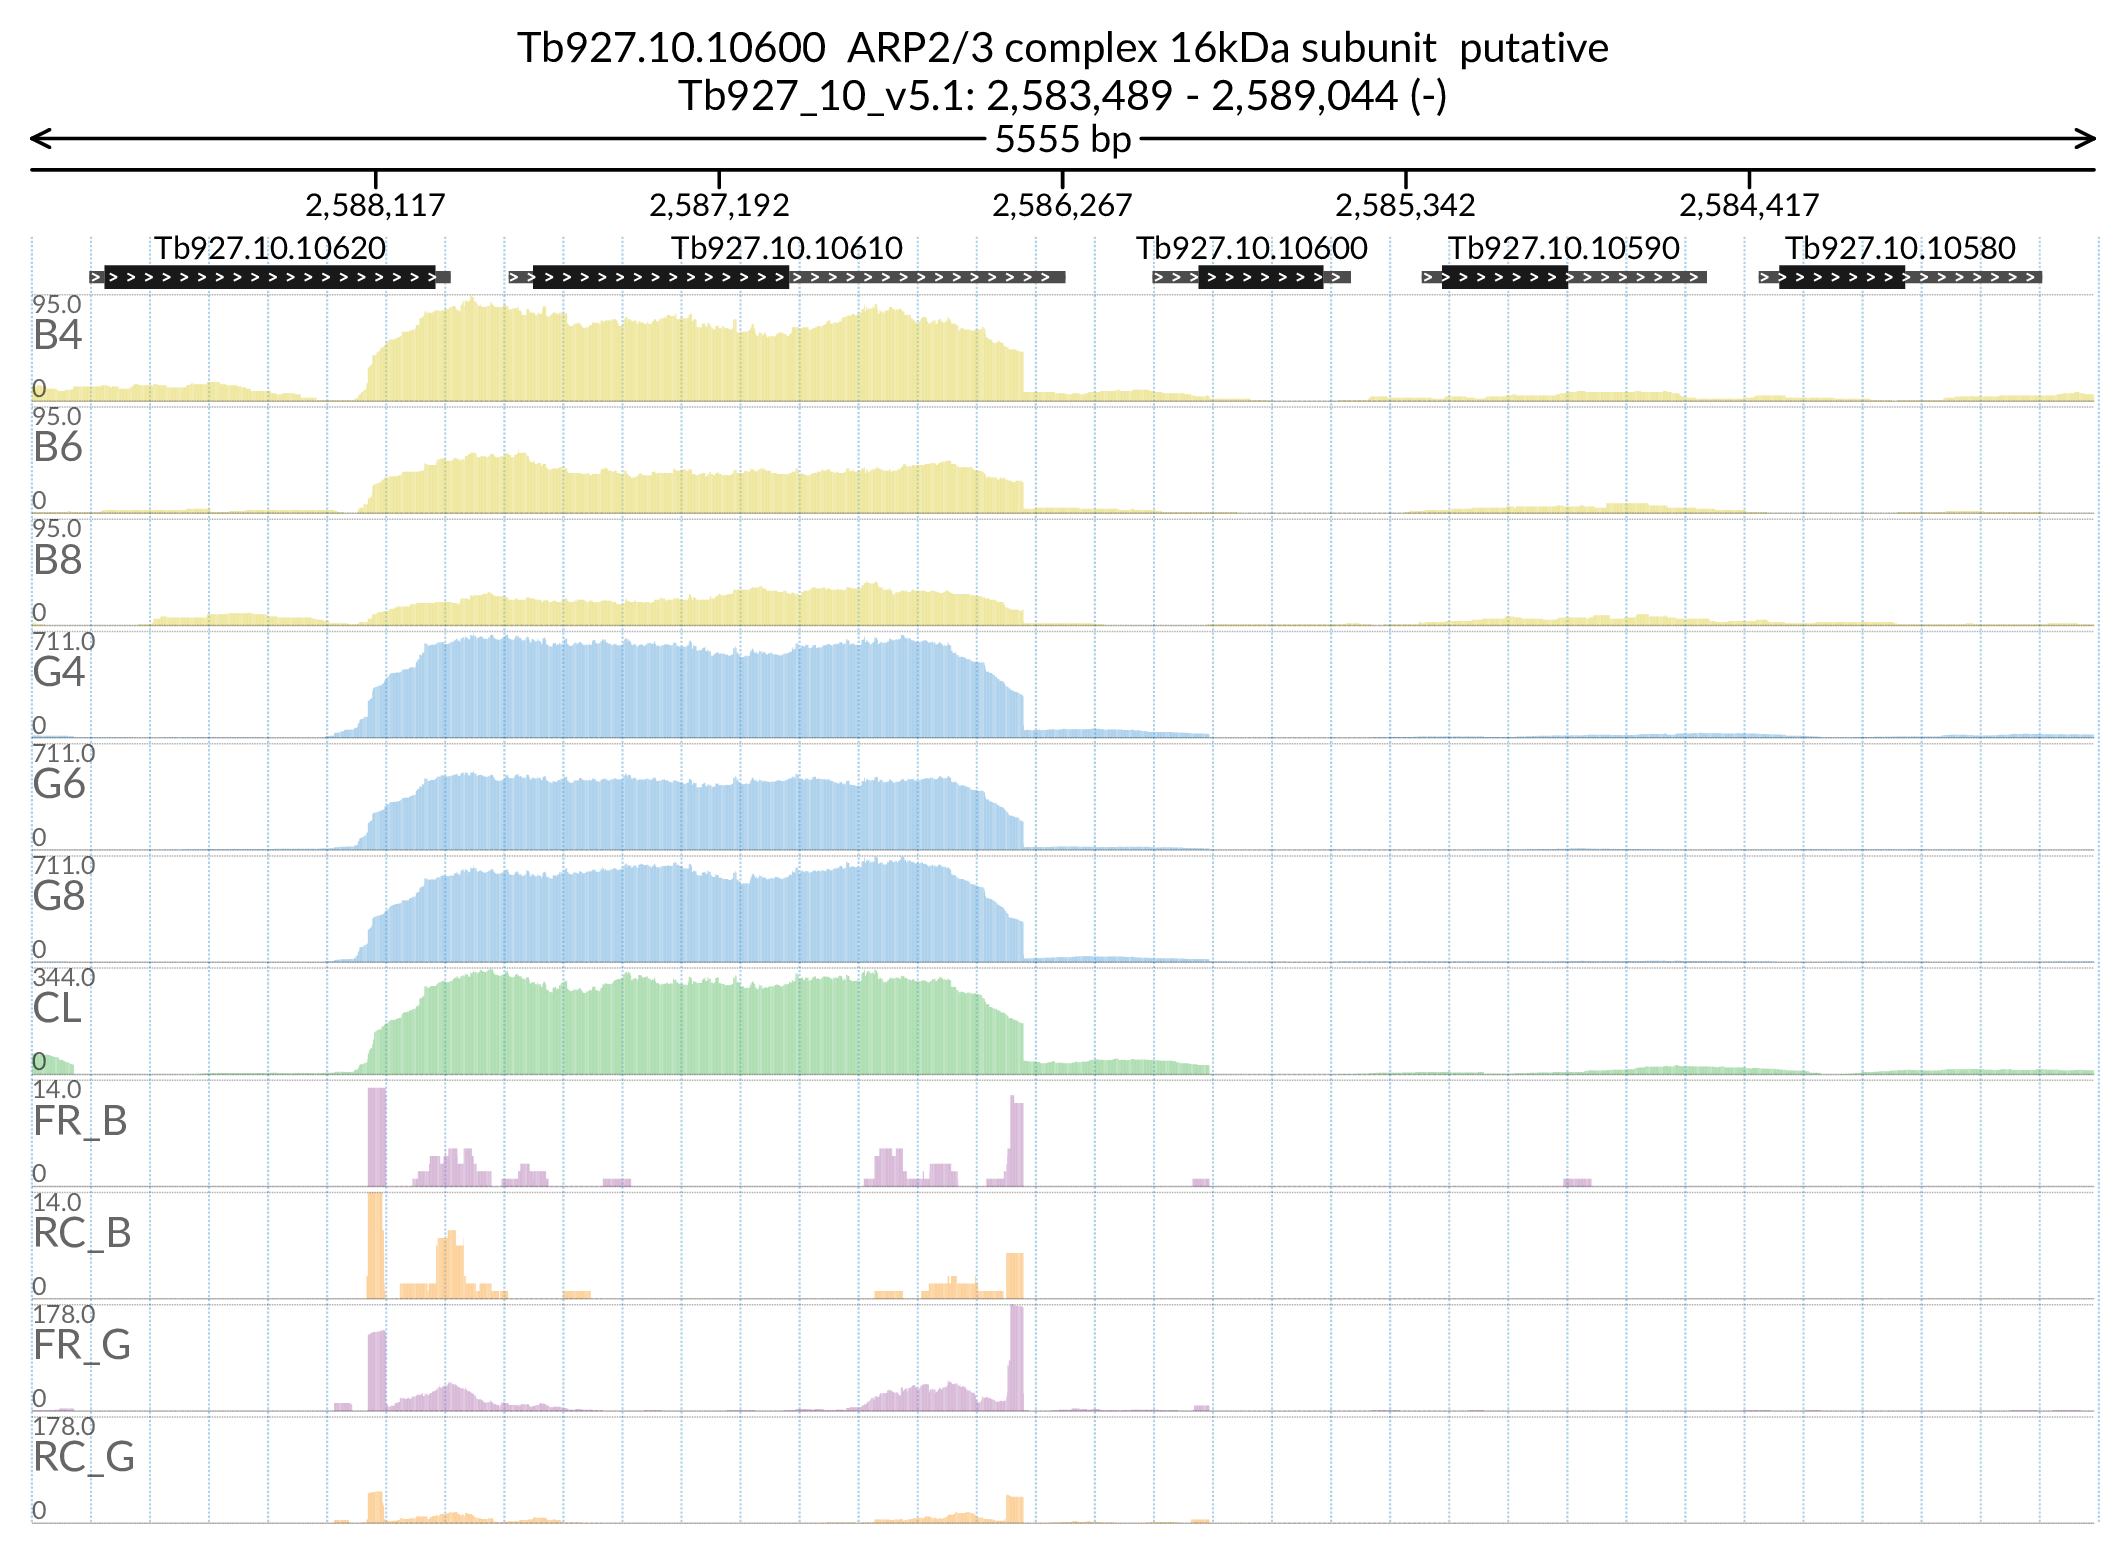 Tb927.10.10600  ARP2/3 complex 16kDa subunit  putative
Tb927_10_v5.1: 2,583,489 - 2,589,044 (-)
5555 bp
2,588,117 2,587,192 2,586,267 2,585,342 2,584,417
Tb927.10.10620 Tb927.10.10610 Tb927.10.10600 Tb927.10.10590 Tb927.10.10580
95.0
B4
0
95.0
B6
0
95.0
B8
0
711.0
G4
0
711.0
G6
0
711.0
G8
0
344.0
CL
0
14.0
FR_B
0
14.0
RC_B
0
178.0
FR_G
0
178.0
RC_G
0